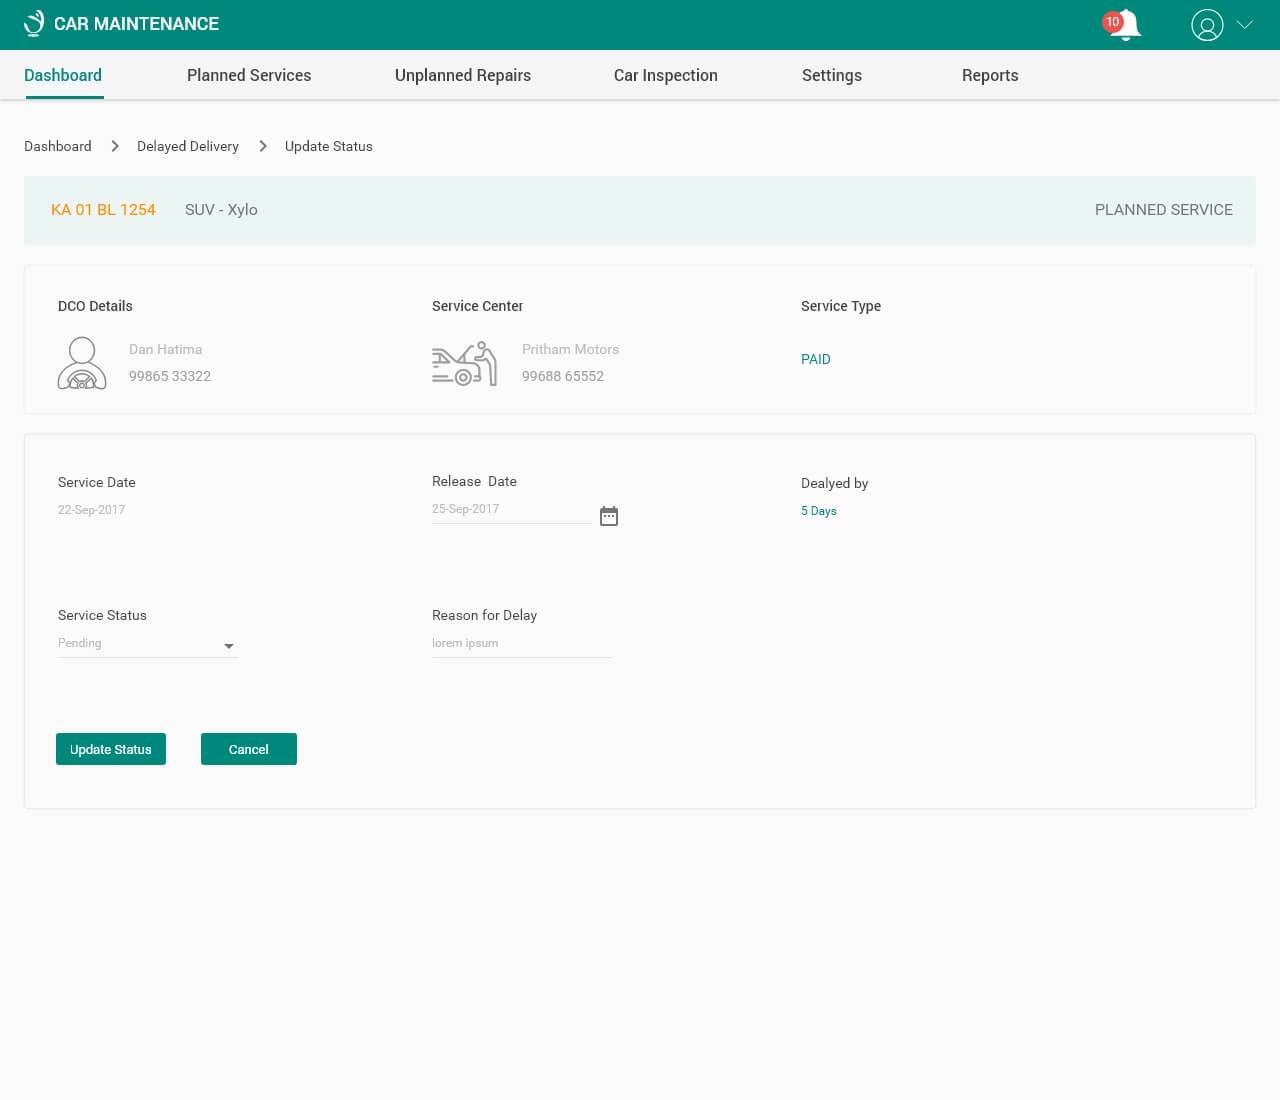 CAR MAINTENANCE
10
Dashboard Planned Services Unplanned Repairs Car Inspection Settings Reports
Dashboard > Delayed Delivery > Update Status
KA 01 BL 1254 SUV - Xylo PLANNED SERVICE
DCO Details Service Center Service Type
Dan Hatima Pritham Motors
PAID
99865 33322 99688 65552
Service Date Release Date Dealyed by
22-Sep-2017 25-Sep-2017 5 Days
Service Status Reason for Delay
Pending lorem ipsum
Update Status Cancel